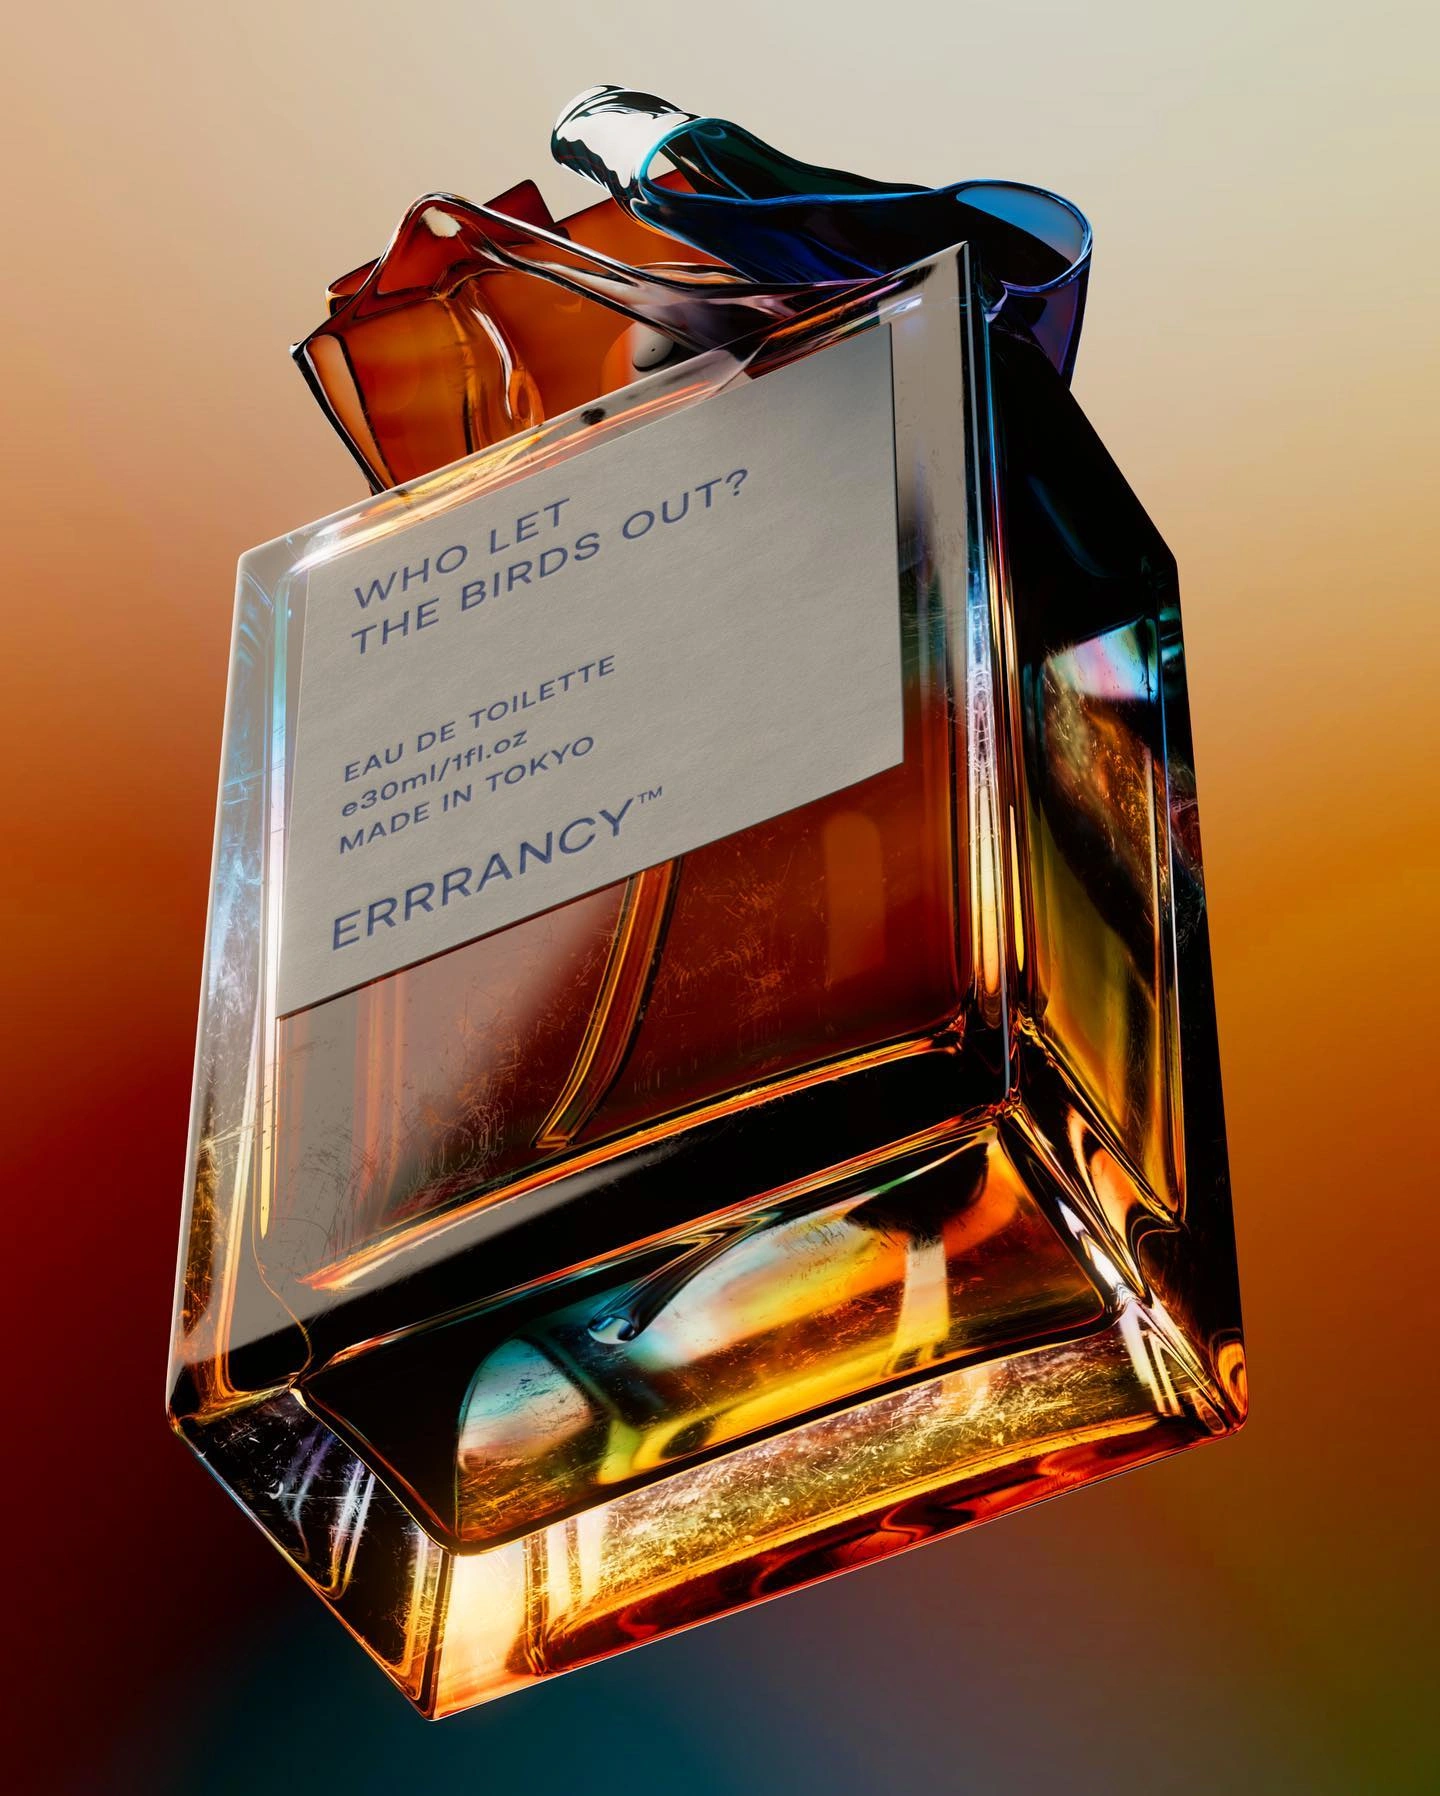 WHO LET
THE BIRDS OUT?
EAU DE TOILETTE
e30ml/1fl.oz
MADE IN TOKYO
ERRRANCY™